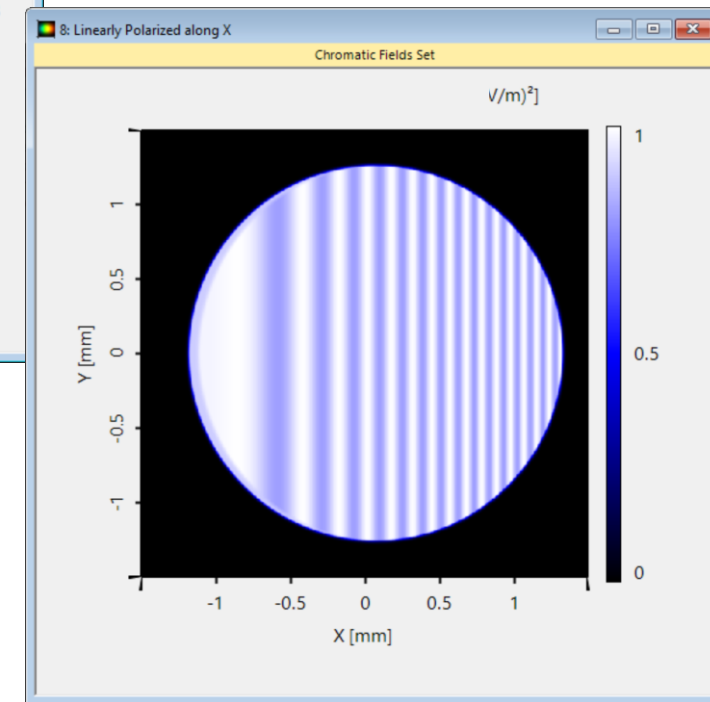 8: Linearly Polarized along X
Chromatic Fields Set
V/m)²]
1
0.5
0
1
0.5
0
-0.5
-1
Y [mm]
-1
-0.5
0
0.5
1
X [mm]